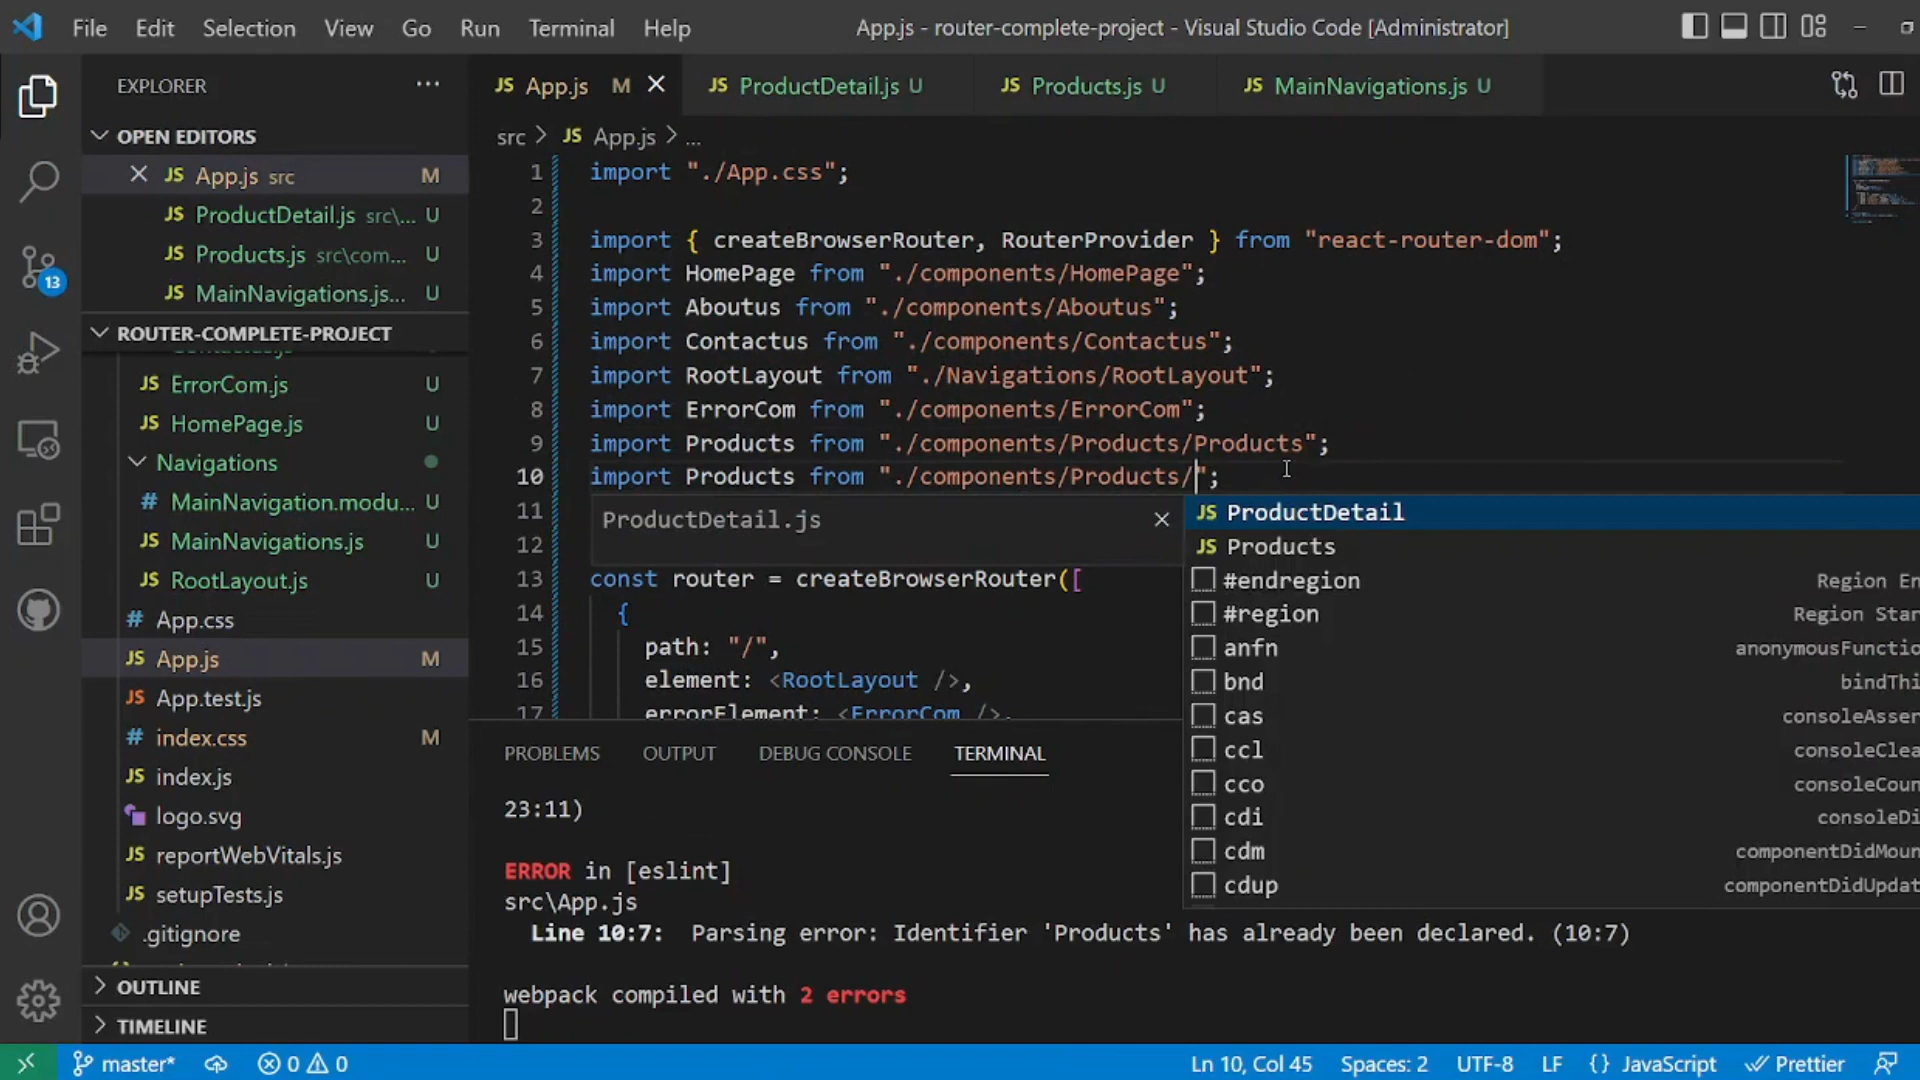 File Edit Selection View Go Run Terminal Help
App.js - router-complete-project - Visual Studio Code [Administrator]
EXPLORER
OPEN EDITORS
JS App.js src M
JS ProductDetail.js src\... U
JS Products.js src\com... U
JS MainNavigations.js... U
ROUTER-COMPLETE-PROJECT
JS ErrorCom.js U
JS HomePage.js U
Navigations
# MainNavigation.modu... U
JS MainNavigations.js U
JS RootLayout.js U
# App.css
JS App.js M
JS App.test.js
# index.css M
JS index.js
logo.svg
JS reportWebVitals.js
JS setupTests.js
.gitignore
OUTLINE
TIMELINE
13
JS App.js M
JS ProductDetail.js U
JS Products.js U
JS MainNavigations.js U
src > JS App.js > ...
1 import "./App.css";
2
3 import { createBrowserRouter, RouterProvider } from "react-router-dom";
4 import HomePage from "./components/HomePage";
5 import Aboutus from "./components/Aboutus";
6 import Contactus from "./components/Contactus";
7 import RootLayout from "./Navigations/RootLayout";
8 import ErrorCom from "./components/ErrorCom";
9 import Products from "./components/Products/Products";
10 import Products from "./components/Products/";
11
12
13 const router = createBrowserRouter([
14 {
15 path: "/",
16 element: <RootLayout />,
17 errorElement: <ErrorCom />,
ProductDetail.js
JS ProductDetail
JS Products
#endregion Region En
#region Region Star
anfn anonymousFunctio
bnd bindThi
cas consoleAsser
ccl consoleClea
cco consoleCoun
cdi consoleDi
cdm componentDidMoun
cdup componentDidUpdat
PROBLEMS OUTPUT DEBUG CONSOLE TERMINAL
23:11)
ERROR in [eslint]
src\App.js
Line 10:7: Parsing error: Identifier 'Products' has already been declared. (10:7)
webpack compiled with 2 errors
master* 0 0 Ln 10, Col 45 Spaces: 2 UTF-8 LF {} JavaScript Prettier